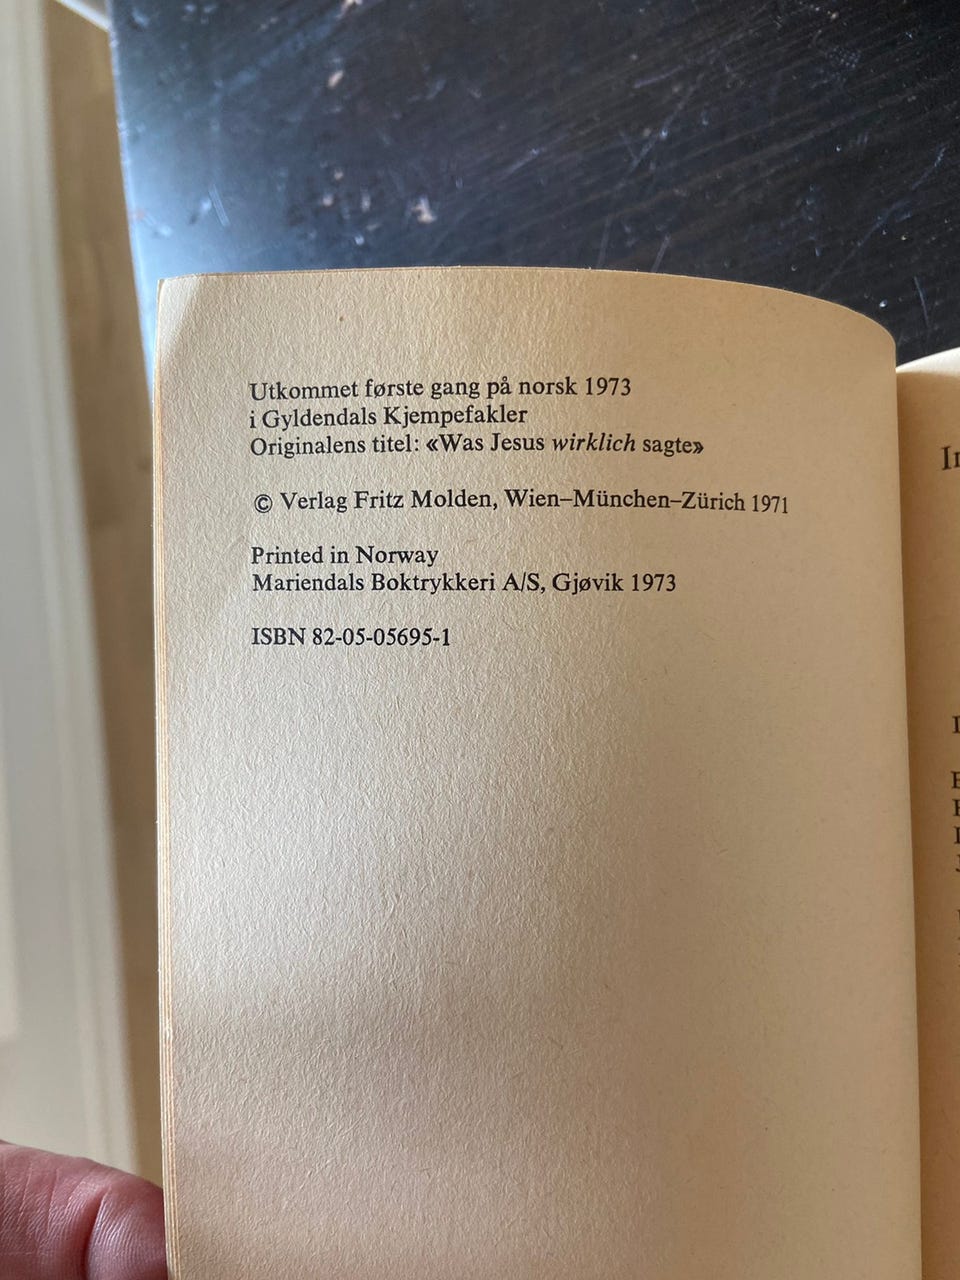 Utkommet første gang på norsk 1973
i Gyldendals Kjempefakler
Originalens titel: «Was Jesus wirklich sagte»
© Verlag Fritz Molden, Wien–München–Zürich 1971
Printed in Norway
Mariendals Boktrykkeri A/S, Gjøvik 1973
ISBN 82-05-05695-1